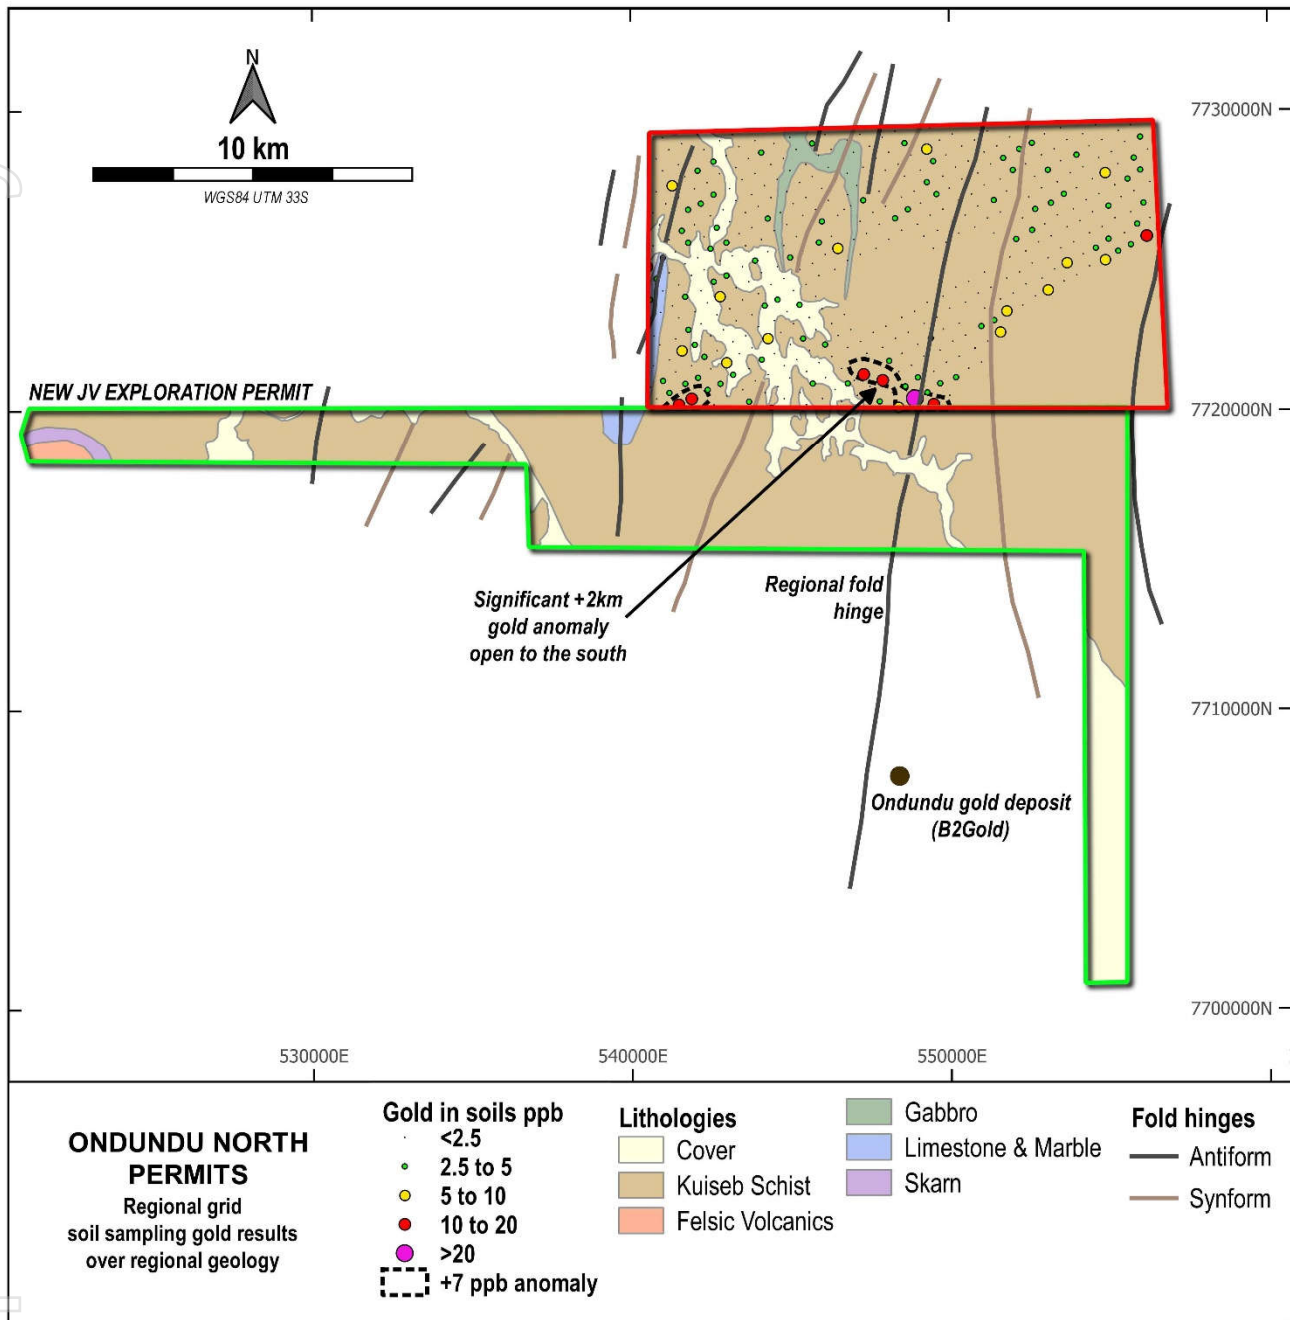 N
10 km
WGS84 UTM 33S
7730000N
NEW JV EXPLORATION PERMIT
7720000N
Significant +2km
gold anomaly
open to the south
Regional fold
hinge
7710000N
Ondundu gold deposit
(B2Gold)
7700000N
530000E
540000E
550000E
ONDUNDU NORTH
PERMITS
Regional grid
soil sampling gold results
over regional geology
Gold in soils ppb
<2.5
2.5 to 5
5 to 10
10 to 20
>20
+7 ppb anomaly
Lithologies
Cover
Kuiseb Schist
Felsic Volcanics
Gabbro
Limestone & Marble
Skarn
Fold hinges
Antiform
Synform